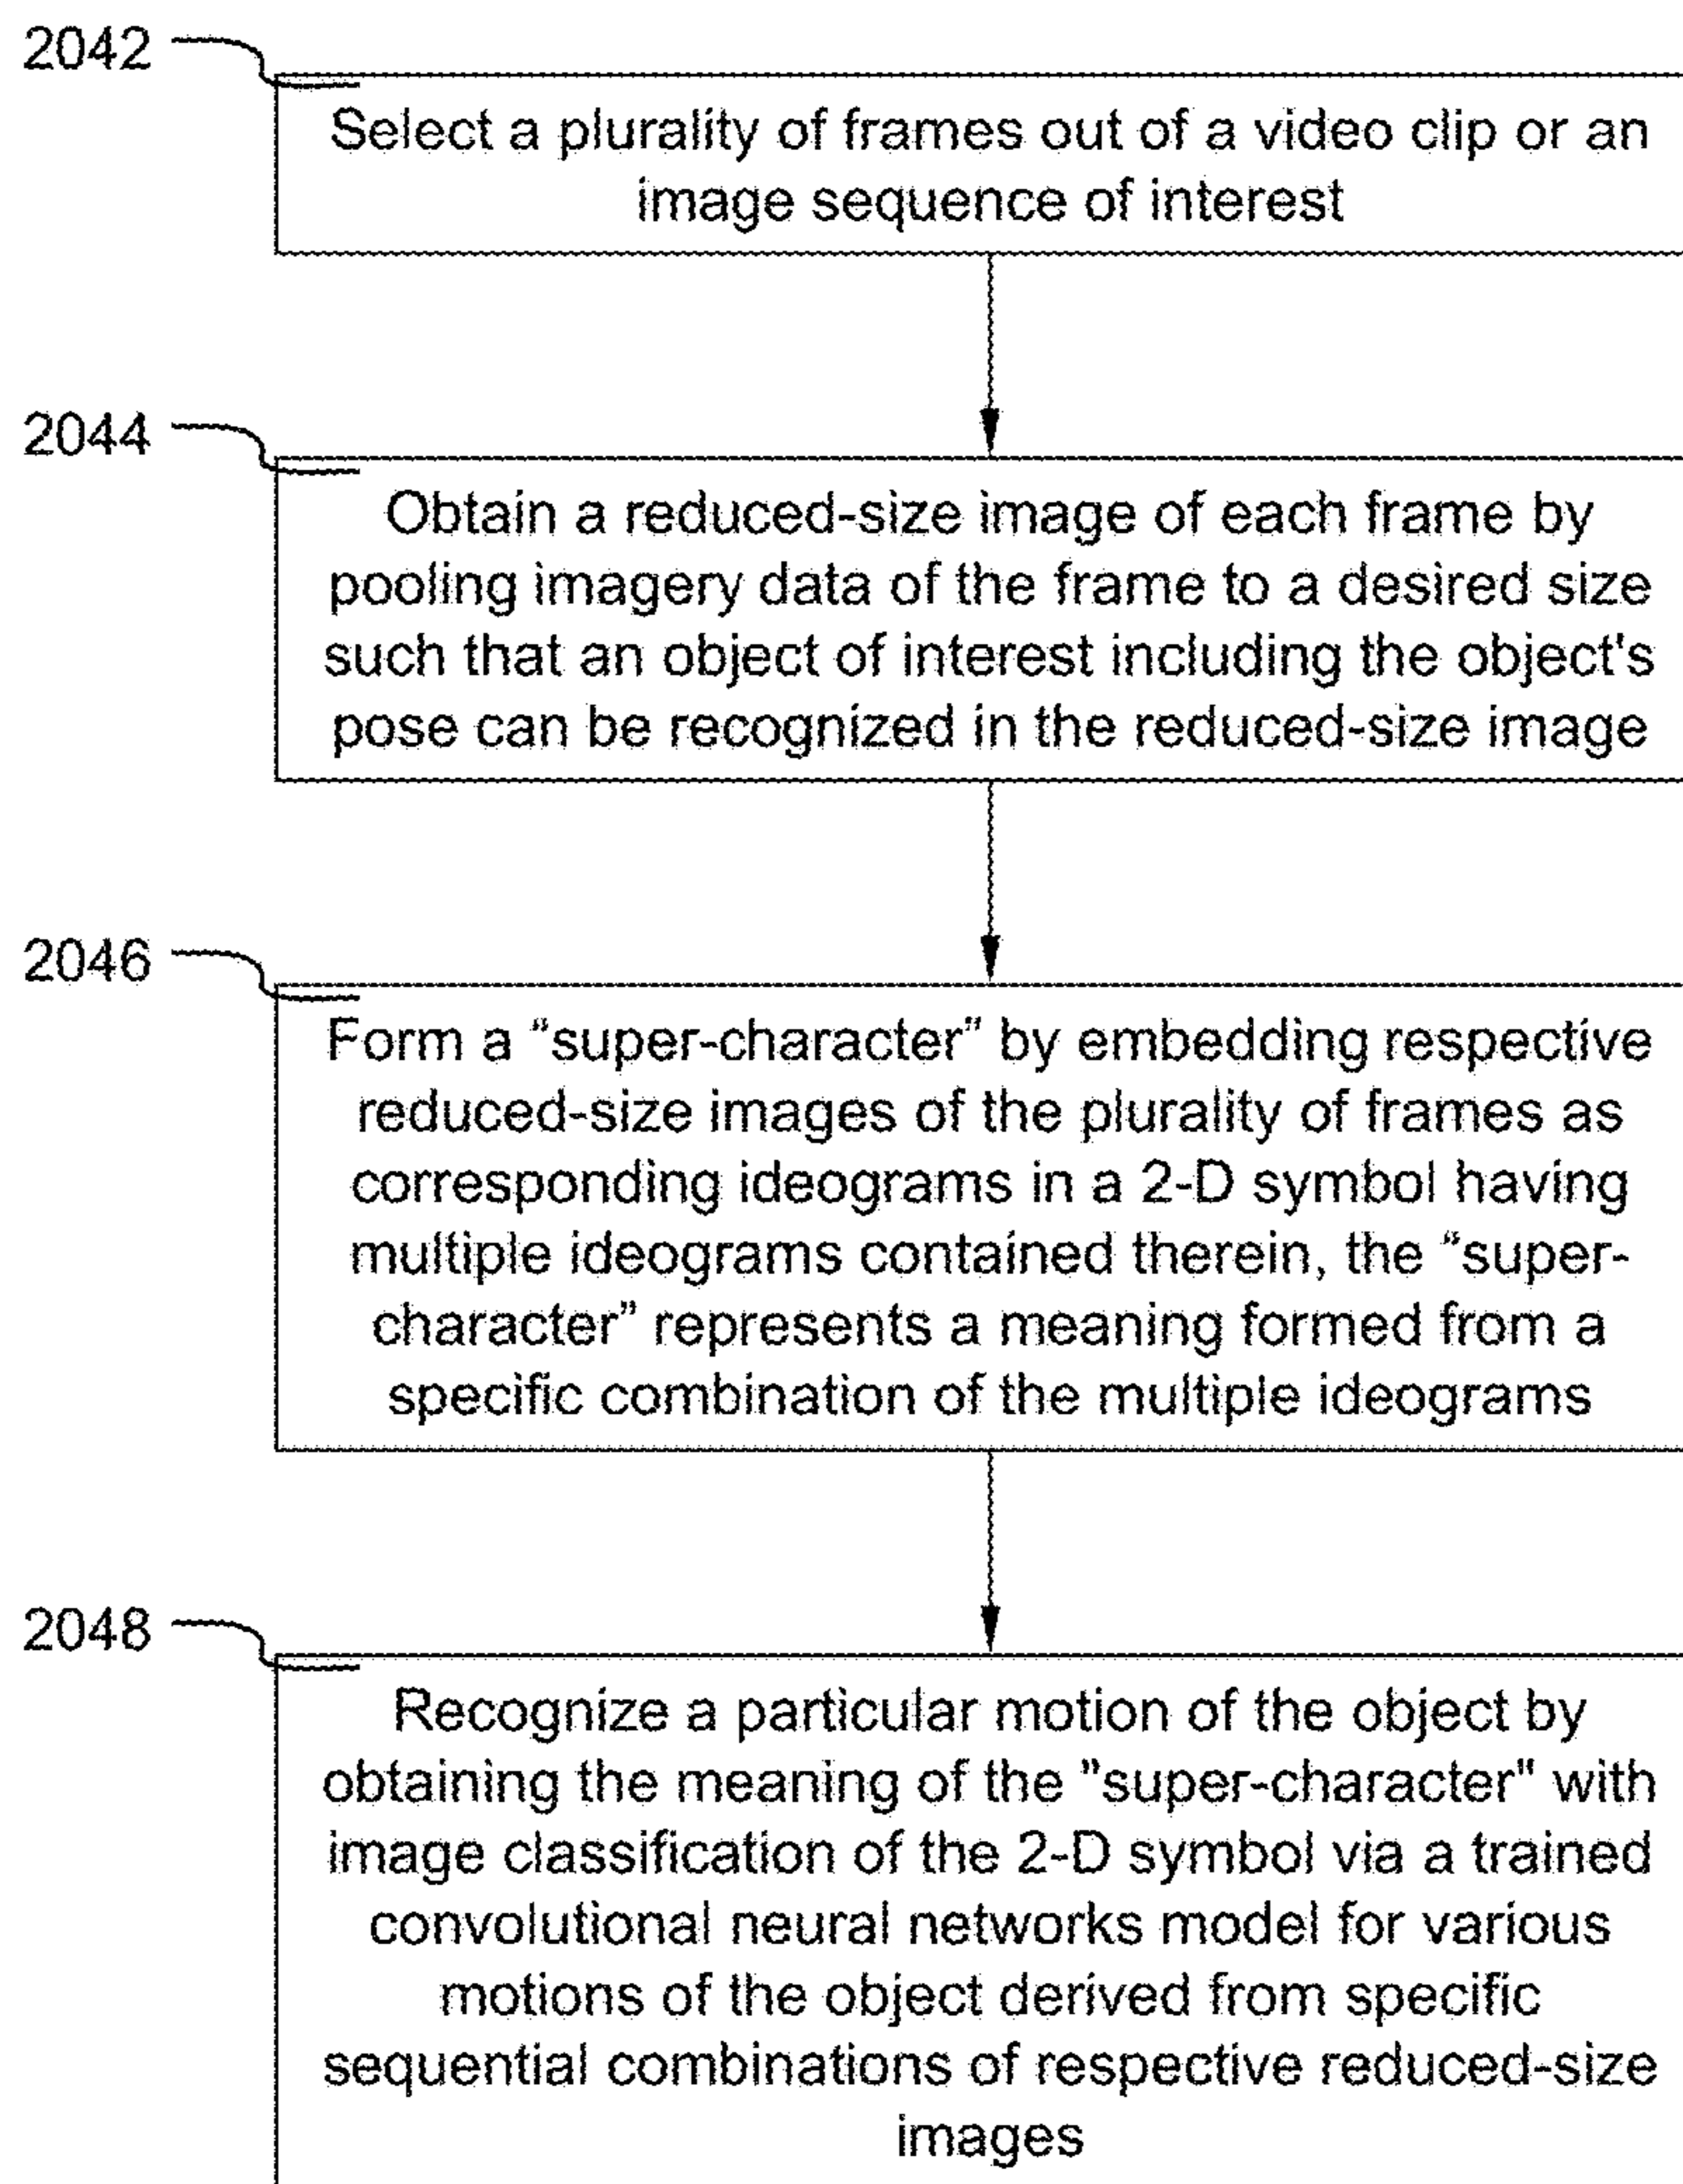 2042
Select a plurality of frames out of a video clip or an
image sequence of interest
2044
Obtain a reduced-size image of each frame by
pooling imagery data of the frame to a desired size
such that an object of interest including the object's
pose can be recognized in the reduced-size image
2046
Form a “super-character” by embedding respective
reduced-size images of the plurality of frames as
corresponding ideograms in a 2-D symbol having
multiple ideograms contained therein, the “super-
character” represents a meaning formed from a
specific combination of the multiple ideograms
2048
Recognize a particular motion of the object by
obtaining the meaning of the "super-character" with
image classification of the 2-D symbol via a trained
convolutional neural networks model for various
motions of the object derived from specific
sequential combinations of respective reduced-size
images